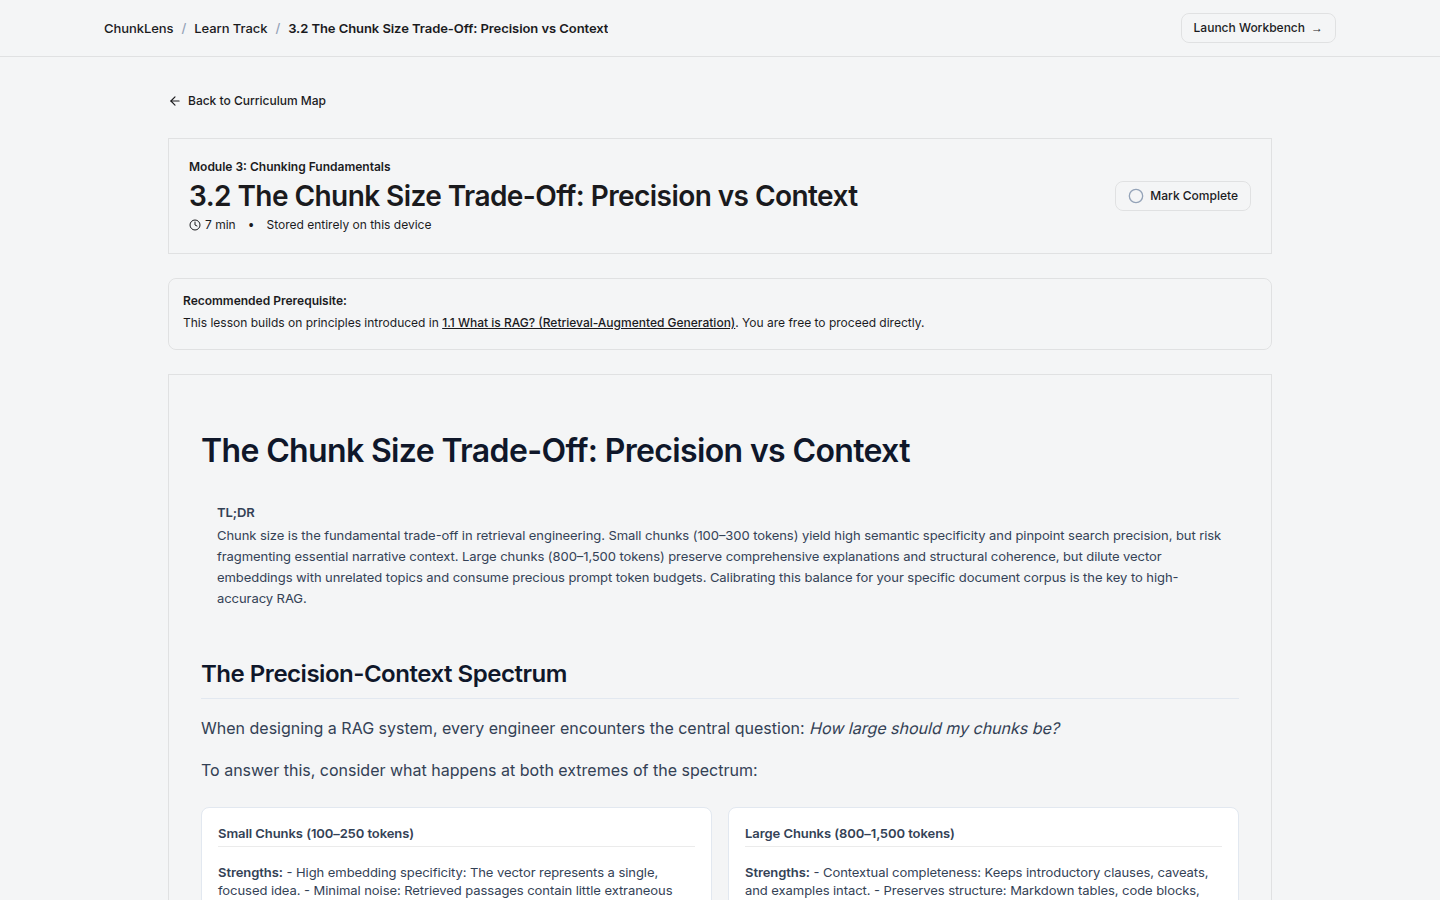 ChunkLens / Learn Track / 3.2 The Chunk Size Trade-Off: Precision vs Context
Launch Workbench →
← Back to Curriculum Map
Module 3: Chunking Fundamentals
3.2 The Chunk Size Trade-Off: Precision vs Context
7 min • Stored entirely on this device
Mark Complete
Recommended Prerequisite:
This lesson builds on principles introduced in 1.1 What is RAG? (Retrieval-Augmented Generation). You are free to proceed directly.
The Chunk Size Trade-Off: Precision vs Context
TL;DR
Chunk size is the fundamental trade-off in retrieval engineering. Small chunks (100–300 tokens) yield high semantic specificity and pinpoint search precision, but risk
fragmenting essential narrative context. Large chunks (800–1,500 tokens) preserve comprehensive explanations and structural coherence, but dilute vector
embeddings with unrelated topics and consume precious prompt token budgets. Calibrating this balance for your specific document corpus is the key to high-
accuracy RAG.
The Precision-Context Spectrum
When designing a RAG system, every engineer encounters the central question: How large should my chunks be?
To answer this, consider what happens at both extremes of the spectrum:
Small Chunks (100–250 tokens)
Strengths: - High embedding specificity: The vector represents a single,
focused idea. - Minimal noise: Retrieved passages contain little extraneous
Large Chunks (800–1,500 tokens)
Strengths: - Contextual completeness: Keeps introductory clauses, caveats,
and examples intact. - Preserves structure: Markdown tables, code blocks,